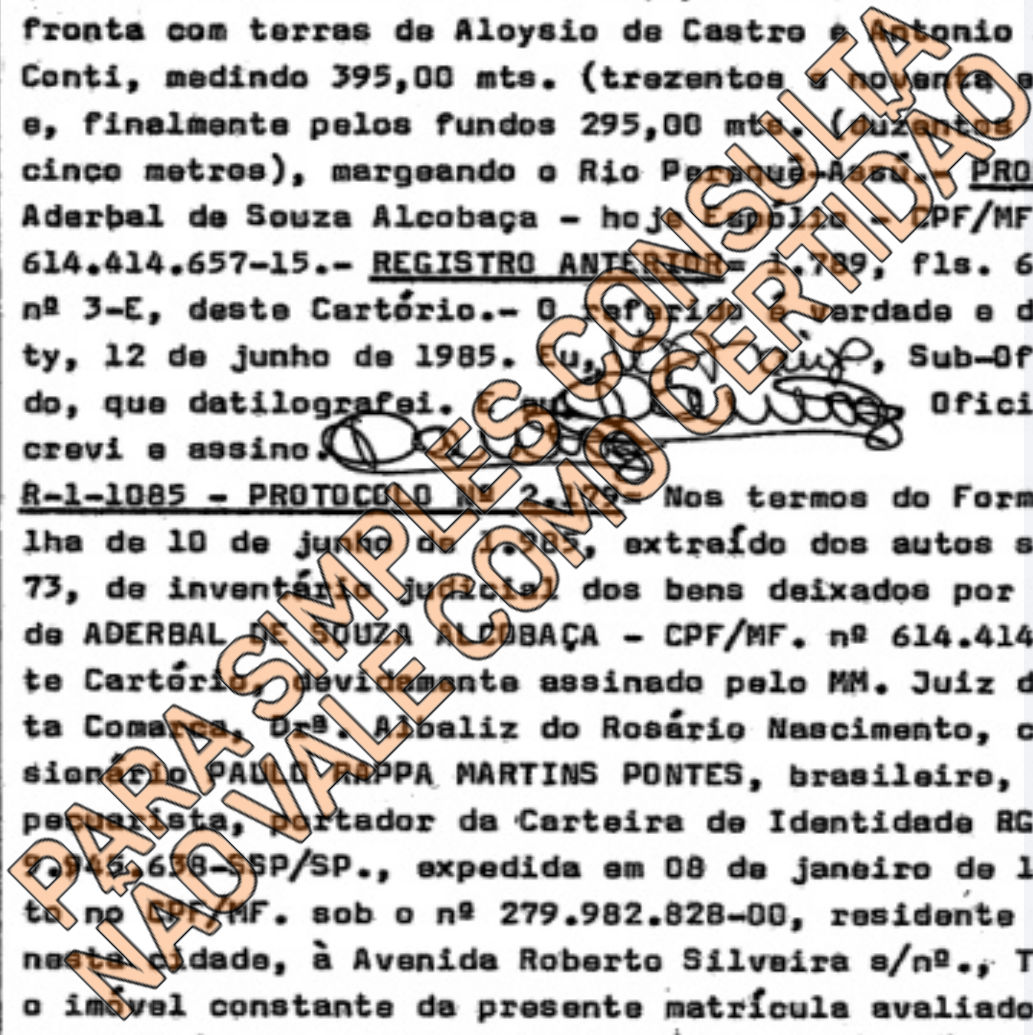 fronta com terras de Aloysio de Castro e Antonio
Conti, medindo 395,00 mts. (trezentos e noventa e
e, finalmente pelos fundos 295,00 mts. (duzentos
cinco metros), margeando o Rio Perequê-Assú.- PRO
Aderbal de Souza Alcobaça - hoje Espólio - CPF/MF
614.414.657-15.- REGISTRO ANTERIOR= 1.789, fls. 6
nº 3-E, deste Cartório.- O referido é verdade e d
ty, 12 de junho de 1985. Eu, , Sub-Of
do, que datilografei. E eu Ofici
crevi e assino.
R-1-1085 - PROTOCOLO Nº 2.179- Nos termos do Form
lha de 10 de junho de 1.985, extraído dos autos s
73, de inventário judicial dos bens deixados por
de ADERBAL DE SOUZA ALCOBAÇA - CPF/MF. nº 614.414
te Cartório, devidamente assinado pelo MM. Juiz d
ta Comarca, Drª. Albaliz do Rosário Nascimento, c
sionário PAULO RAPPA MARTINS PONTES, brasileiro,
pecuarista, portador da Carteira de Identidade RG
9.945.638-SSP/SP., expedida em 08 de janeiro de 1
to no CPF/MF. sob o nº 279.982.828-00, residente
nesta cidade, à Avenida Roberto Silveira s/nº., T
o imóvel constante da presente matrícula avaliado
PARA SIMPLES CONSULTA
NÃO VALE COMO CERTIDÃO